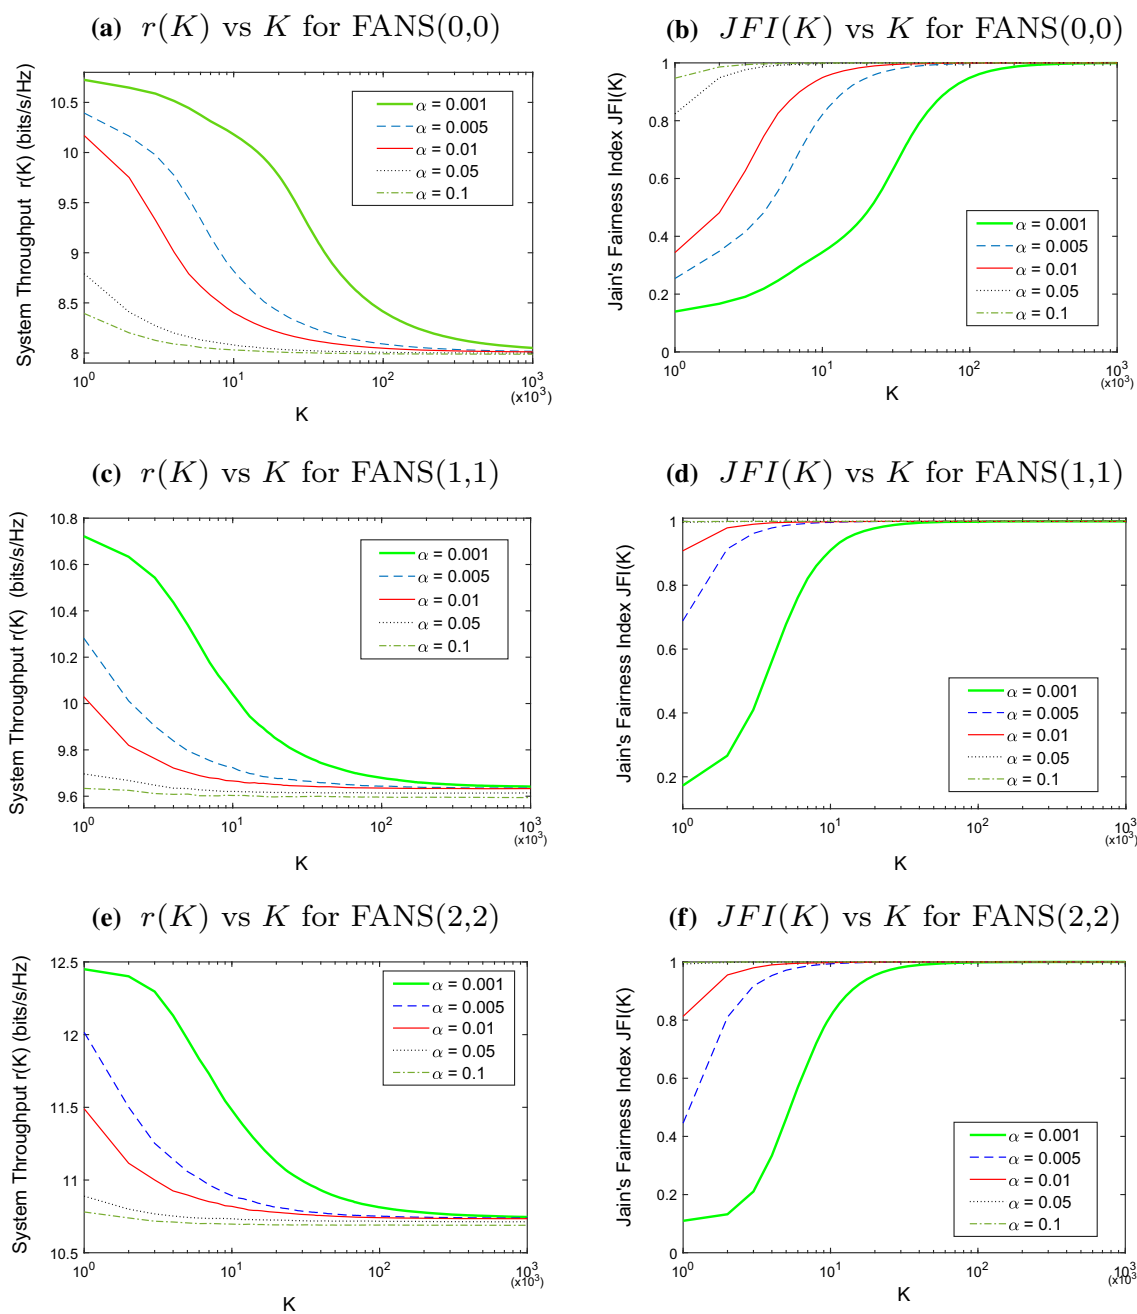 (a) r(K) vs K for FANS(0,0)
System Throughput r(K) (bits/s/Hz)
10.5
10
9.5
9
8.5
8
α = 0.001
α = 0.005
α = 0.01
α = 0.05
α = 0.1
10^0
10^1
10^2
10^3
(x10^3)
K
(b) JFI(K) vs K for FANS(0,0)
Jain's Fairness Index JFI(K)
1
0.8
0.6
0.4
0.2
0
α = 0.001
α = 0.005
α = 0.01
α = 0.05
α = 0.1
10^0
10^1
10^2
10^3
(x10^3)
K
(c) r(K) vs K for FANS(1,1)
System Throughput r(K) (bits/s/Hz)
10.8
10.6
10.4
10.2
10
9.8
9.6
α = 0.001
α = 0.005
α = 0.01
α = 0.05
α = 0.1
10^0
10^1
10^2
10^3
(x10^3)
K
(d) JFI(K) vs K for FANS(1,1)
Jain's Fairness Index JFI(K)
1
0.8
0.6
0.4
0.2
α = 0.001
α = 0.005
α = 0.01
α = 0.05
α = 0.1
10^0
10^1
10^2
10^3
(x10^3)
K
(e) r(K) vs K for FANS(2,2)
System Throughput r(K) (bits/s/Hz)
12.5
12
11.5
11
10.5
α = 0.001
α = 0.005
α = 0.01
α = 0.05
α = 0.1
10^0
10^1
10^2
10^3
(x10^3)
K
(f) JFI(K) vs K for FANS(2,2)
Jain's Fairness Index JFI(K)
1
0.8
0.6
0.4
0.2
0
α = 0.001
α = 0.005
α = 0.01
α = 0.05
α = 0.1
10^0
10^1
10^2
10^3
(x10^3)
K